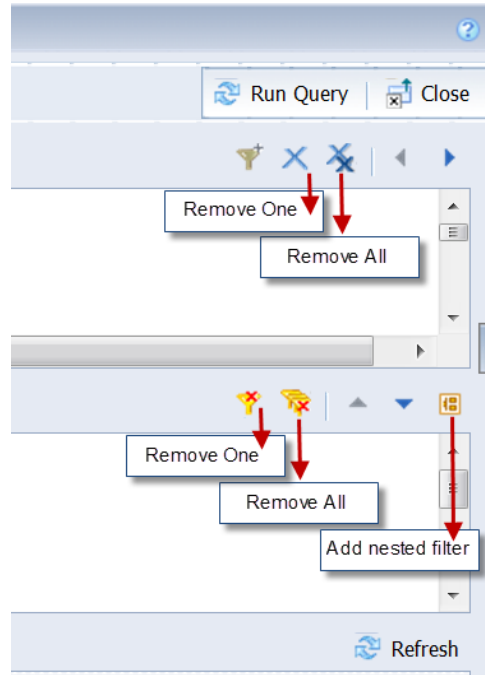 ?
Run Query Close
Remove One
Remove All
Remove One
Remove All
Add nested filter
Refresh